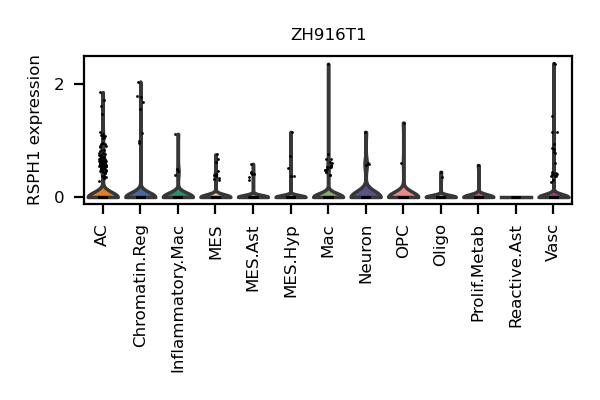 ZH916T1
RSPH1 expression
2
0
AC
Chromatin.Reg
Inflammatory.Mac
MES
MES.Ast
MES.Hyp
Mac
Neuron
OPC
Oligo
Prolif.Metab
Reactive.Ast
Vasc